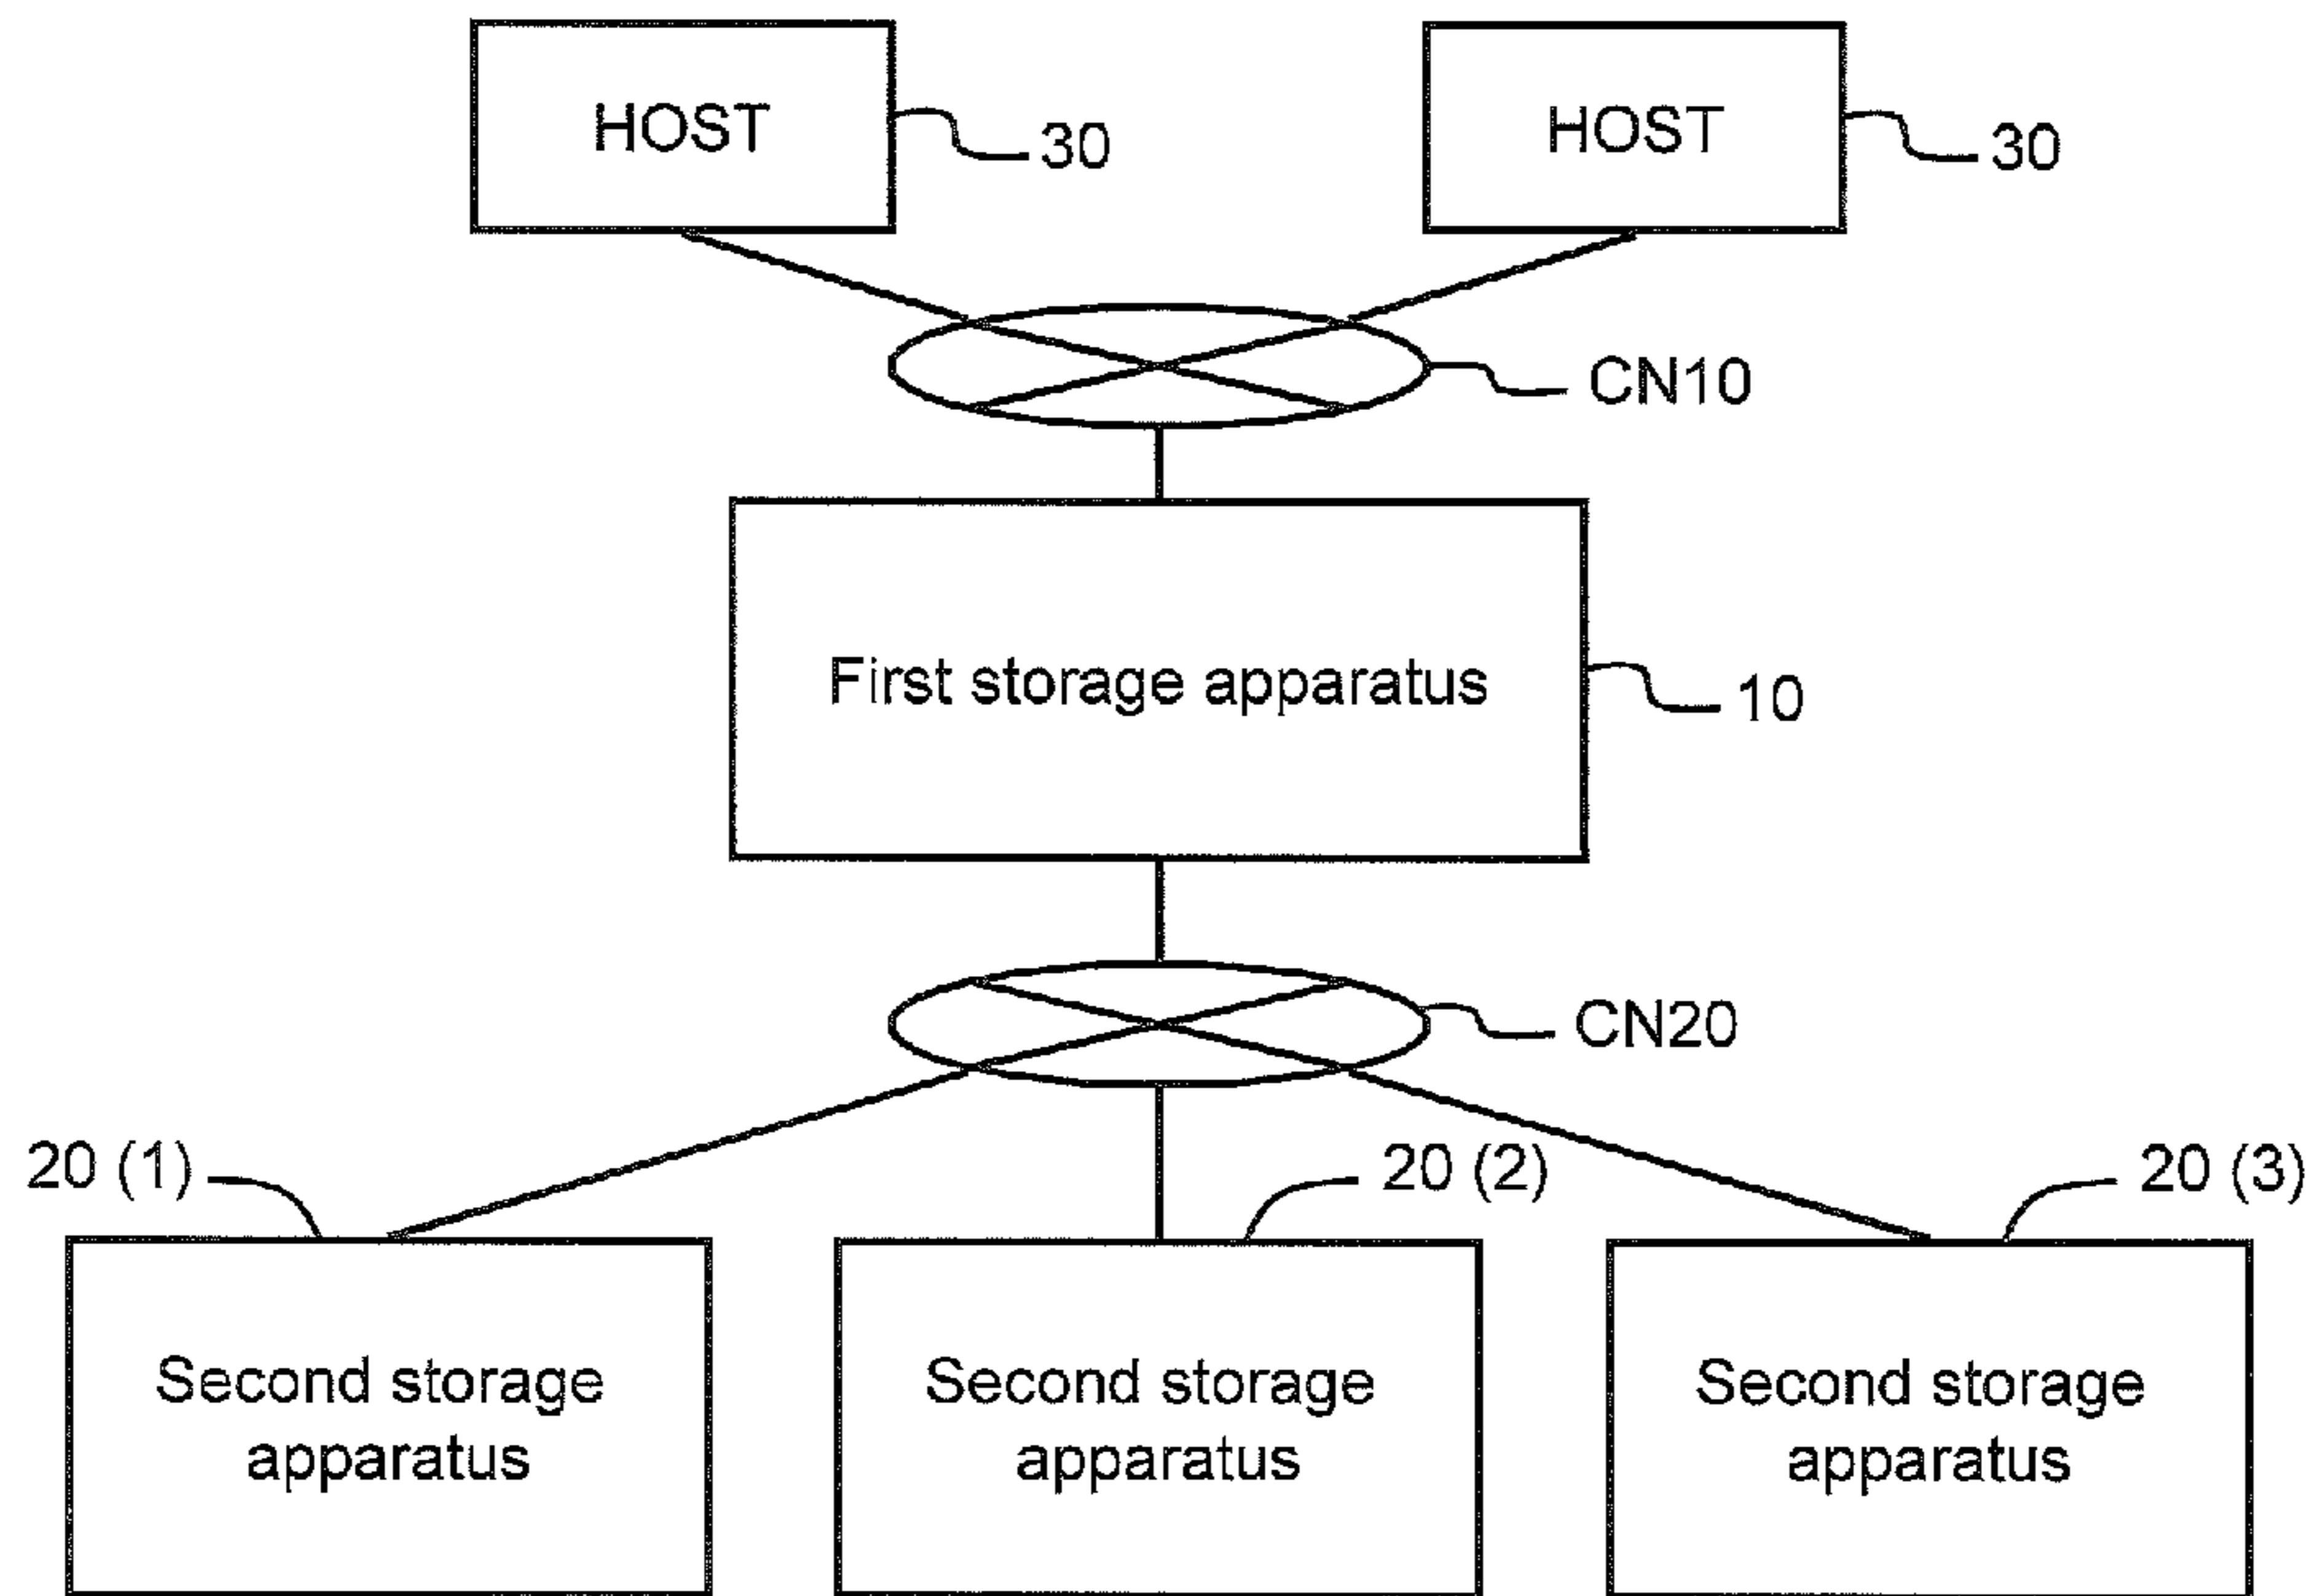 HOST
30
HOST
30
CN10
First storage apparatus
10
CN20
20 (1)
20 (2)
20 (3)
Second storage
apparatus
Second storage
apparatus
Second storage
apparatus